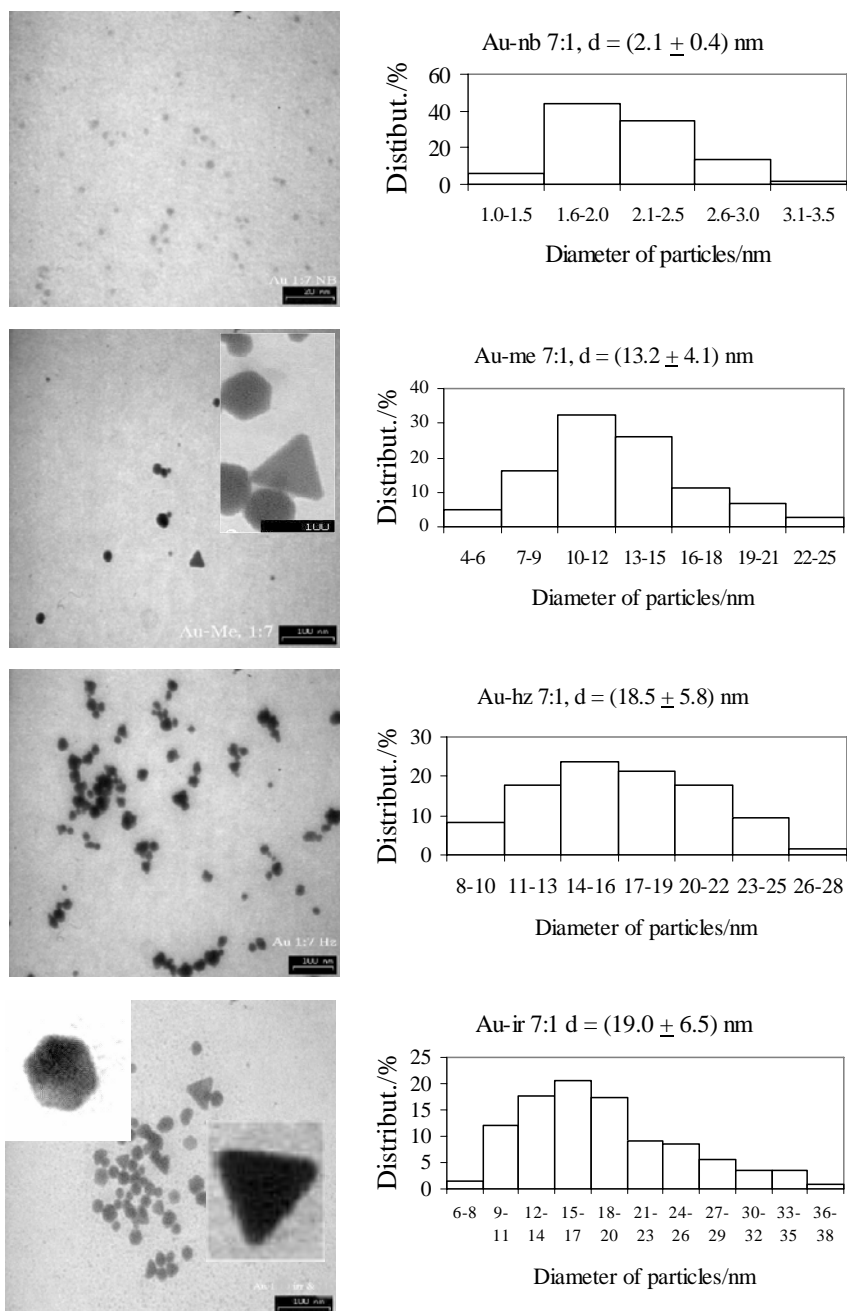 Au-nb 7:1, d = (2.1 ± 0.4) nm
Distibut./%
60
40
20
0
1.0-1.5 1.6-2.0 2.1-2.5 2.6-3.0 3.1-3.5
Diameter of particles/nm
Au 1:7 NB
20 nm
Au-me 7:1, d = (13.2 ± 4.1) nm
Distribut./%
40
30
20
10
0
4-6 7-9 10-12 13-15 16-18 19-21 22-25
Diameter of particles/nm
100
Au-Me, 1:7
100 nm
Au-hz 7:1, d = (18.5 ± 5.8) nm
Distribut./%
30
20
10
0
8-10 11-13 14-16 17-19 20-22 23-25 26-28
Diameter of particles/nm
Au 1:7 Hz
100 nm
Au-ir 7:1 d = (19.0 ± 6.5) nm
Distribut./%
25
20
15
10
5
0
6-8 9-11 12-14 15-17 18-20 21-23 24-26 27-29 30-32 33-35 36-38
Diameter of particles/nm
100 nm